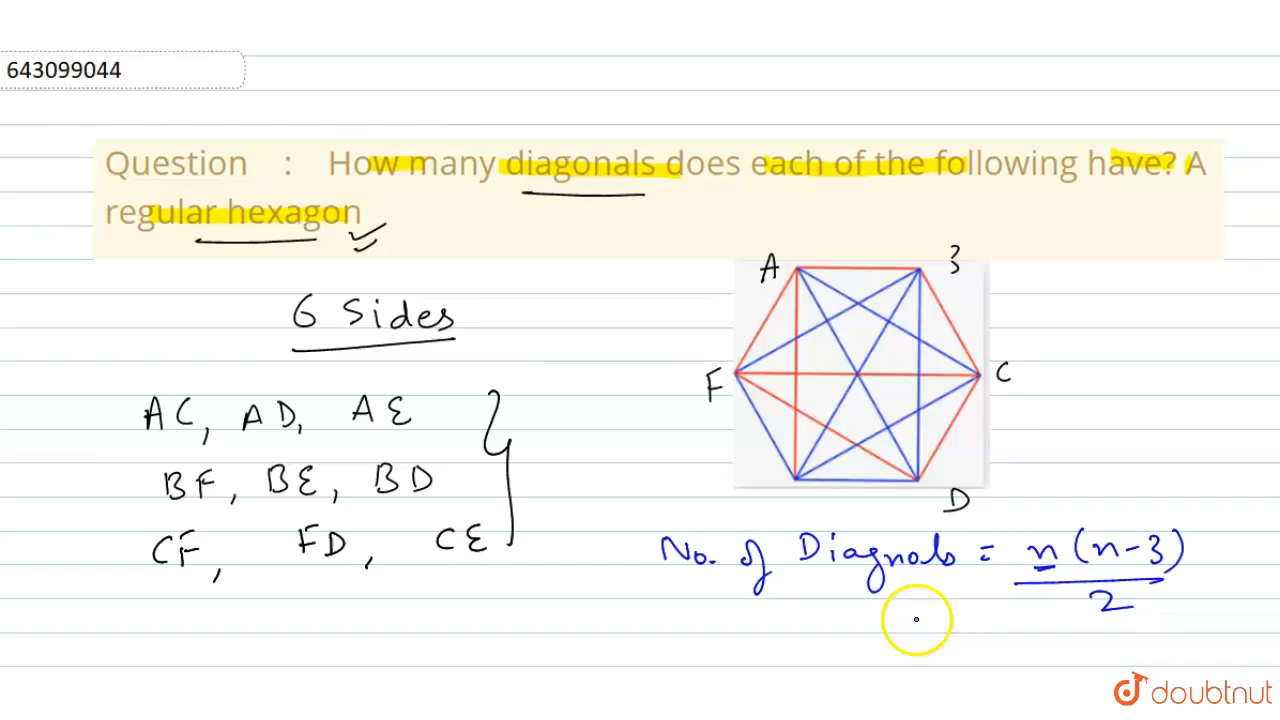 643099044
Question : How many diagonals does each of the following have? A
regular hexagon
6 Sides
A
B
F
C
D
AC, AD, AE
BF, BE, BD
CF, FD, CE
No. of Diagnals = n(n-3)
2
doubtnut